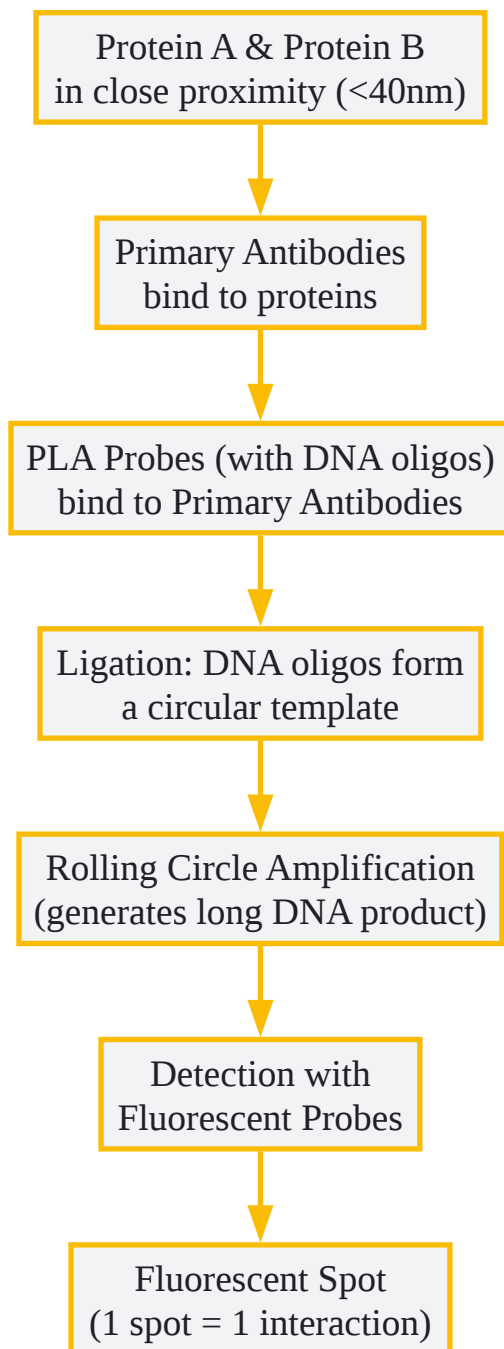 Protein A & Protein B
in close proximity (<40nm)
Primary Antibodies
bind to proteins
PLA Probes (with DNA oligos)
bind to Primary Antibodies
Ligation: DNA oligos form
a circular template
Rolling Circle Amplification
(generates long DNA product)
Detection with
Fluorescent Probes
Fluorescent Spot
(1 spot = 1 interaction)